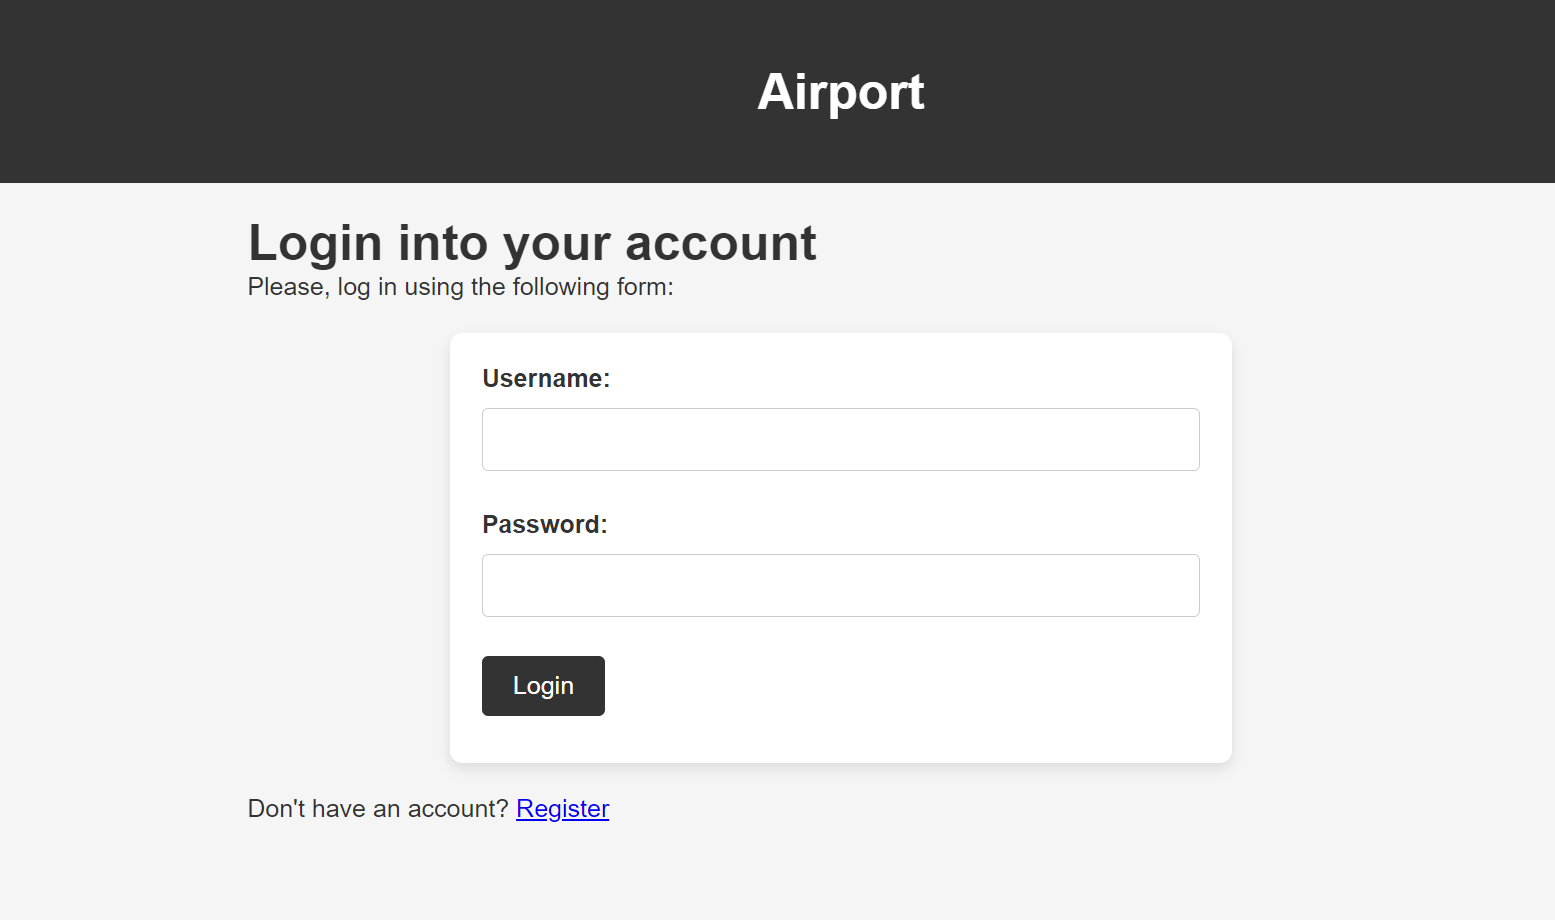 Airport
Login into your account
Please, log in using the following form:
Username:
Password:
Login
Don't have an account? Register